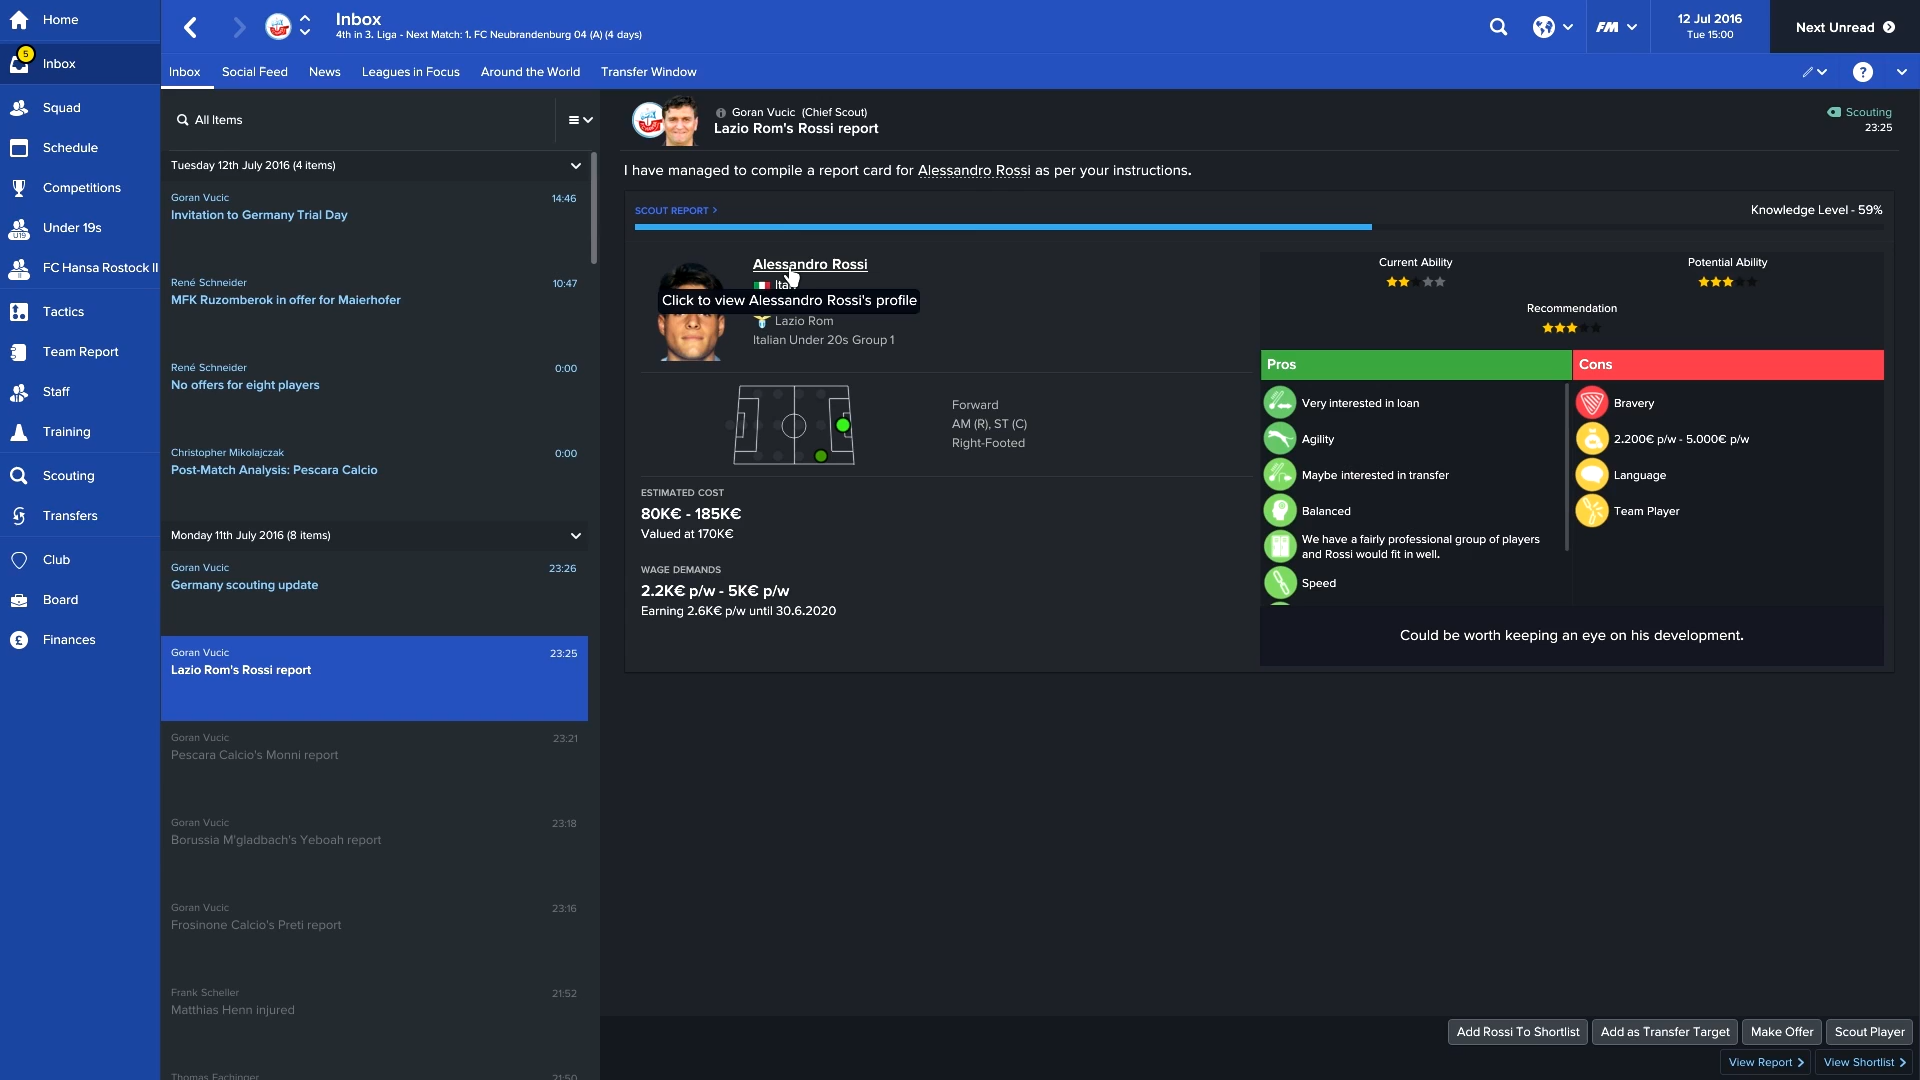 Home
5
Inbox
Squad
Schedule
Competitions
Under 19s
FC Hansa Rostock II
Tactics
Team Report
Staff
Training
Scouting
Transfers
Club
Board
Finances
Inbox
4th in 3. Liga - Next Match: 1. FC Neubrandenburg 04 (A) (4 days)
FM
12 Jul 2016
Tue 15:00
Next Unread
Inbox
Social Feed
News
Leagues in Focus
Around the World
Transfer Window
?
All Items
Tuesday 12th July 2016 (4 items)
Goran Vucic 14:46
Invitation to Germany Trial Day
René Schneider 10:47
MFK Ruzomberok in offer for Maierhofer
René Schneider 0:00
No offers for eight players
Christopher Mikolajczak 0:00
Post-Match Analysis: Pescara Calcio
Monday 11th July 2016 (8 items)
Goran Vucic 23:26
Germany scouting update
Goran Vucic 23:25
Lazio Rom's Rossi report
Goran Vucic 23:21
Pescara Calcio's Monni report
Goran Vucic 23:18
Borussia M'gladbach's Yeboah report
Goran Vucic 23:16
Frosinone Calcio's Preti report
Frank Scheller 21:52
Matthias Henn injured
Goran Vucic (Chief Scout)
Lazio Rom's Rossi report
Scouting
23:25
I have managed to compile a report card for Alessandro Rossi as per your instructions.
SCOUT REPORT >
Knowledge Level - 59%
Alessandro Rossi
Click to view Alessandro Rossi's profile
Lazio Rom
Italian Under 20s Group 1
Forward
AM (R), ST (C)
Right-Footed
ESTIMATED COST
80K€ - 185K€
Valued at 170K€
WAGE DEMANDS
2.2K€ p/w - 5K€ p/w
Earning 2.6K€ p/w until 30.6.2020
Current Ability
Potential Ability
Recommendation
Pros
Very interested in loan
Agility
Maybe interested in transfer
Balanced
We have a fairly professional group of players
and Rossi would fit in well.
Speed
Cons
Bravery
2.200€ p/w - 5.000€ p/w
Language
Team Player
Could be worth keeping an eye on his development.
Add Rossi To Shortlist
Add as Transfer Target
Make Offer
Scout Player
View Report >
View Shortlist >